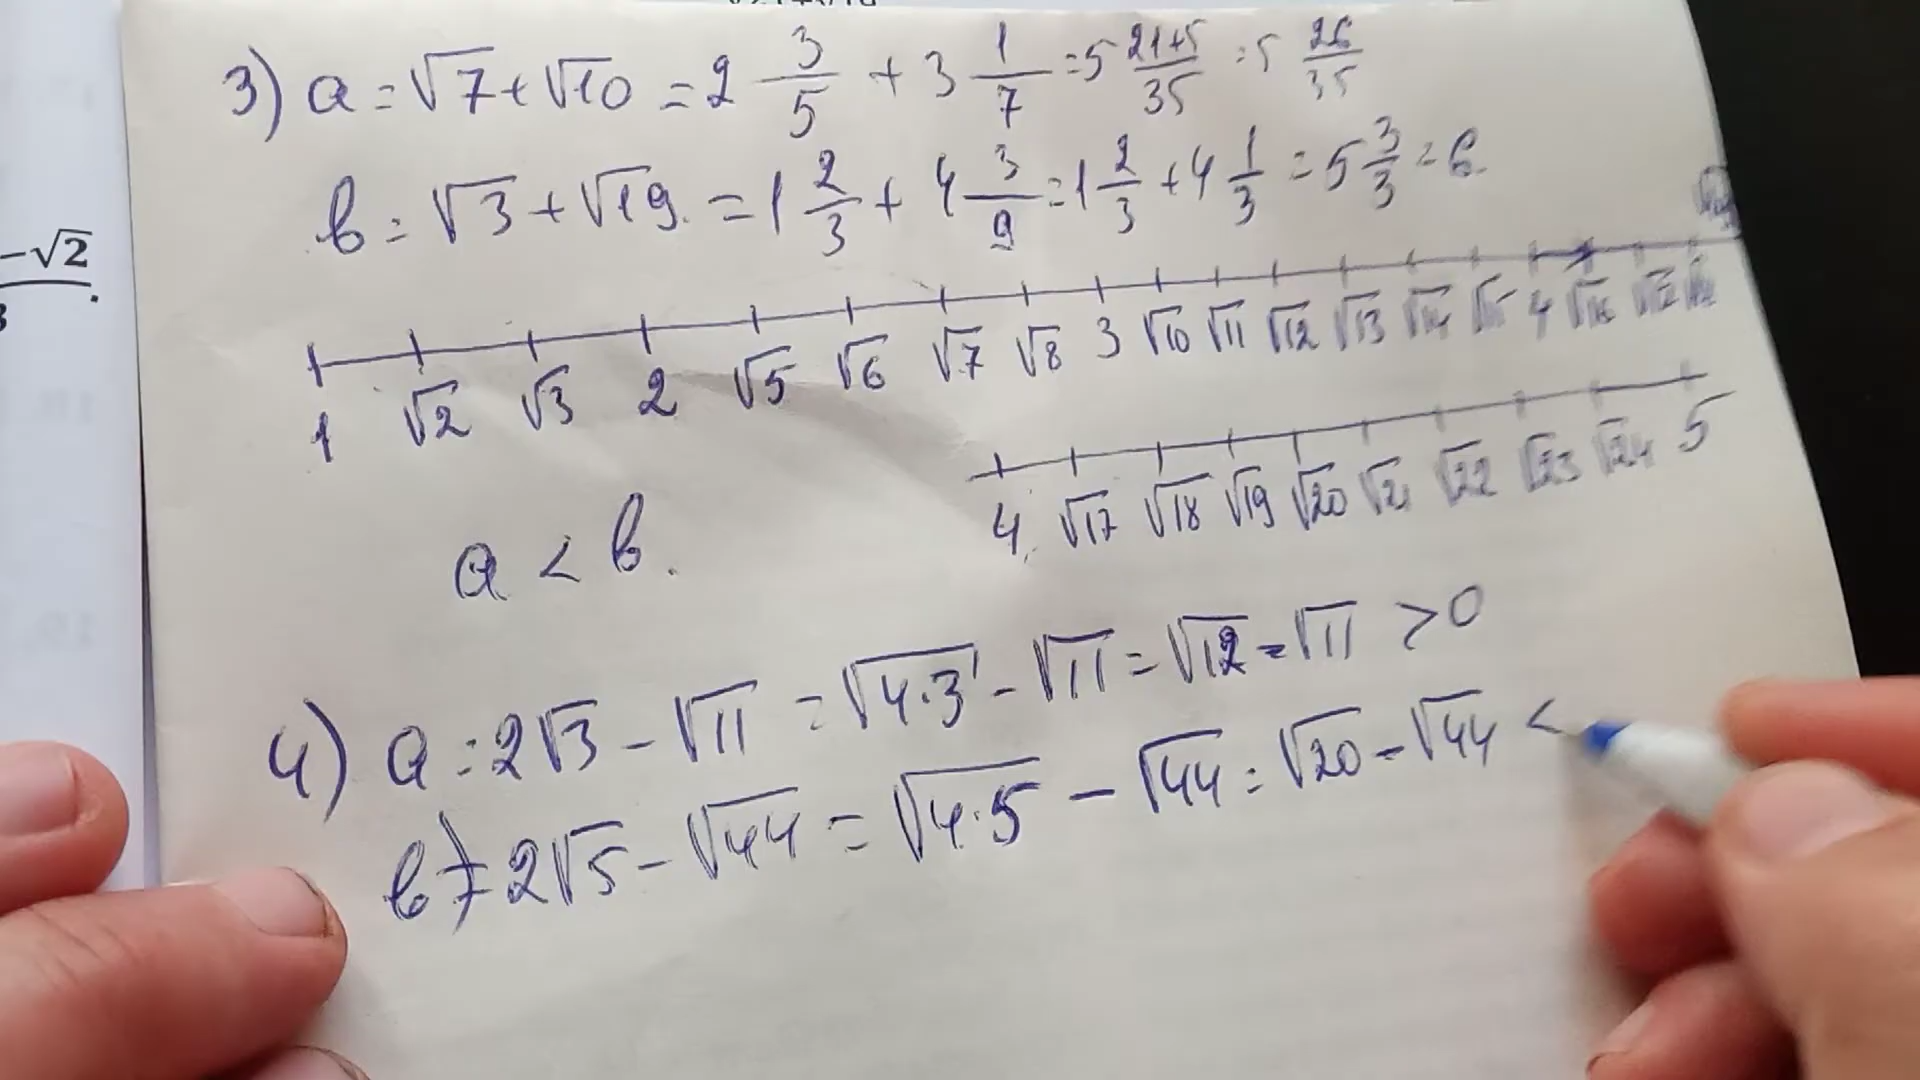 3) a = √7 + √10 = 2 3/5 + 3 1/7 = 5 (21+5)/35 = 5 26/35
b = √3 + √19 = 1 2/3 + 4 3/9 = 1 2/3 + 4 1/3 = 5 3/3 = 6.
-√2
1 √2 √3 2 √5 √6 √7 √8 3 √10 √11 √12 √13 √14 √15 4
4 √17 √18 √19 √20 √21 √22 √23 √24 5
a < b.
4) a = 2√3 - √11 = √4·3 - √11 = √12 - √11 > 0
b = 2√5 - √44 = √4·5 - √44 = √20 - √44 <